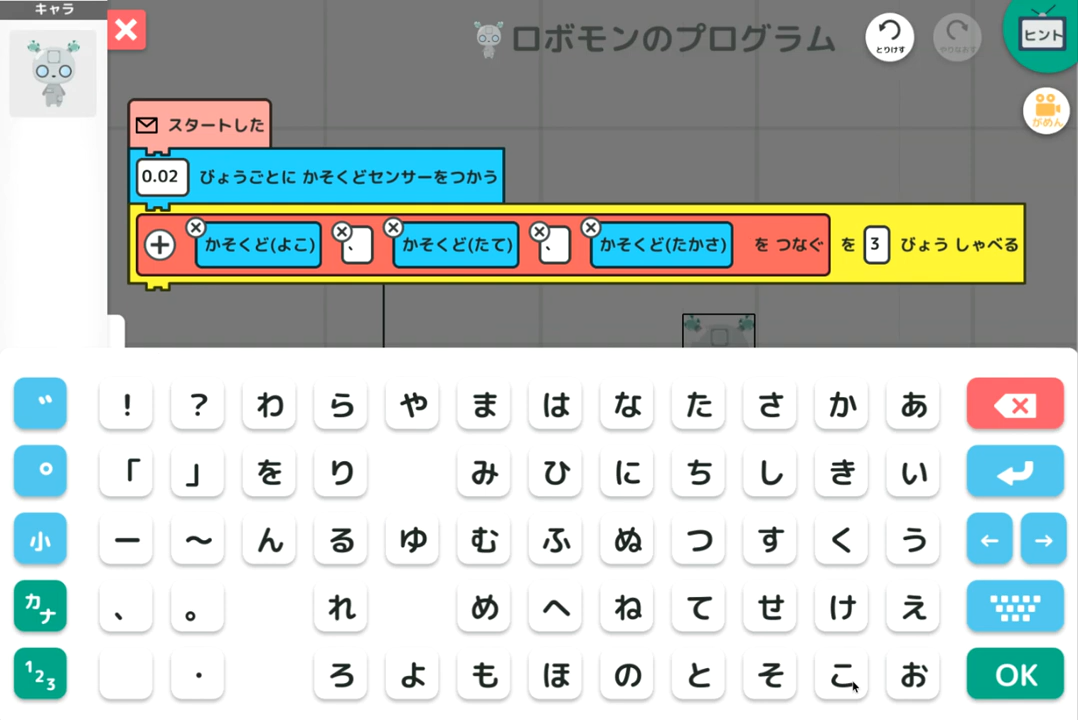 キャラ
ロボモンのプログラム
とりけす
やりなおす
ヒント
がめん
スタートした
0.02 びょうごとに かそくどセンサーをつかう
かそくど(よこ) 、 かそくど(たて) 、 かそくど(たかさ) を つなぐ を 3 びょう しゃべる
゛ ! ? わ ら や ま は な た さ か あ
゜ 「 」 を り み ひ に ち し き い
小 ー ～ ん る ゆ む ふ ぬ つ す く う ← →
カナ 、 。 れ め へ ね て せ け え
123 ・ ろ よ も ほ の と そ こ お OK